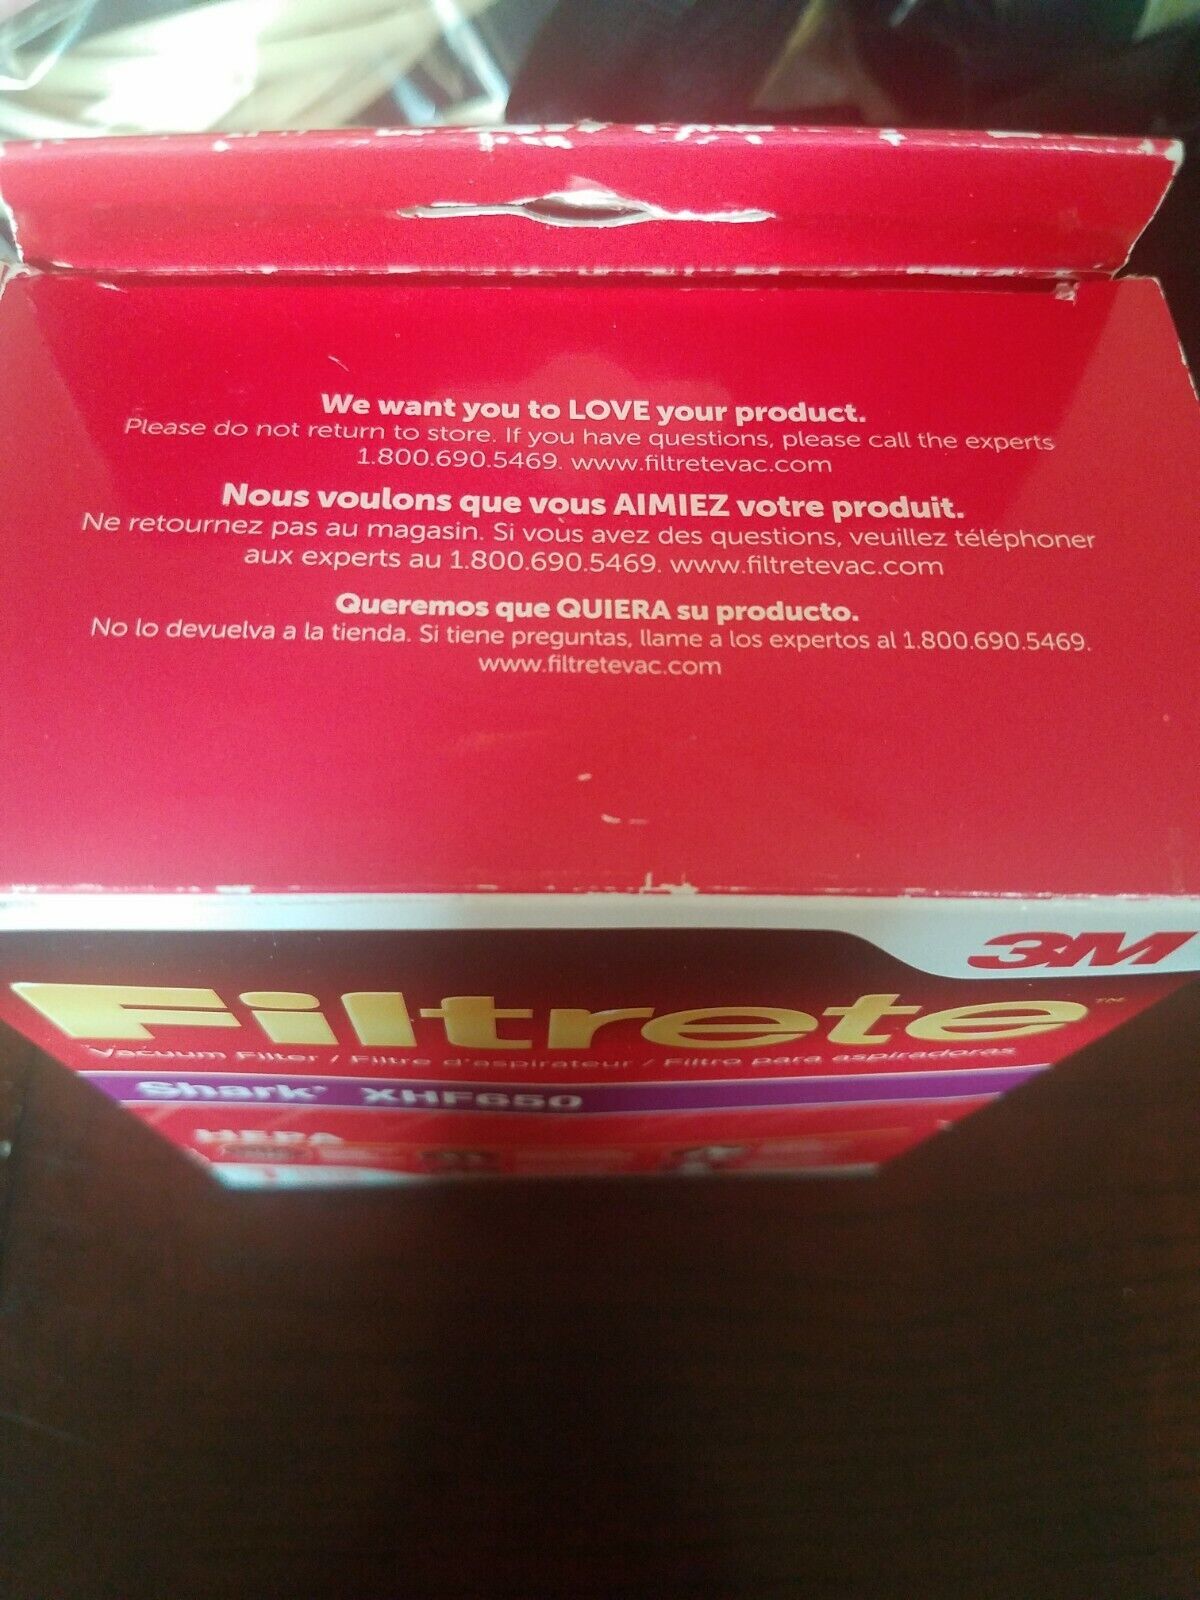 We want you to LOVE your product.
Please do not return to store. If you have questions, please call the experts
1.800.690.5469. www.filtretevac.com
Nous voulons que vous AIMIEZ votre produit.
Ne retournez pas au magasin. Si vous avez des questions, veuillez téléphoner
aux experts au 1.800.690.5469. www.filtretevac.com
Queremos que QUIERA su producto.
No lo devuelva a la tienda. Si tiene preguntas, llame a los expertos al 1.800.690.5469.
www.filtretevac.com
3M
Filtrete™
Vacuum Filter / Filtre d'aspirateur / Filtro para aspiradoras
Shark® XHF650
HEPA